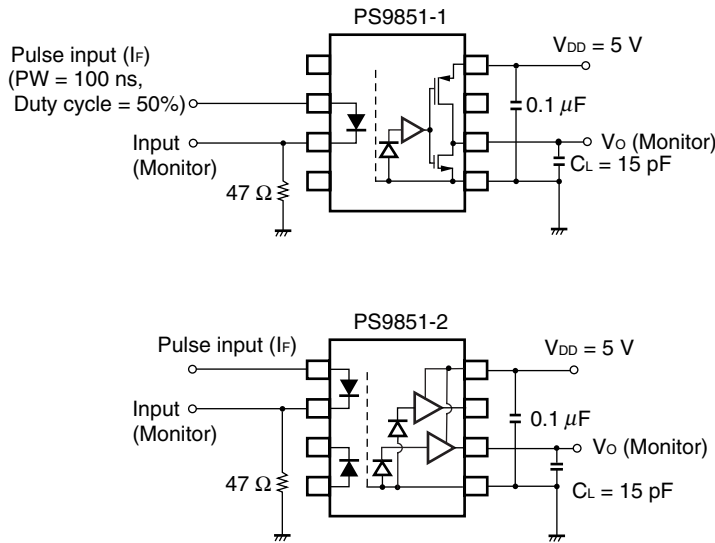 PS9851-1
Pulse input (IF)
(PW = 100 ns,
Duty cycle = 50%)
Input
(Monitor)
47 Ω
VDD = 5 V
0.1 μF
VO (Monitor)
CL = 15 pF
PS9851-2
Pulse input (IF)
Input
(Monitor)
47 Ω
VDD = 5 V
0.1 μF
VO (Monitor)
CL = 15 pF